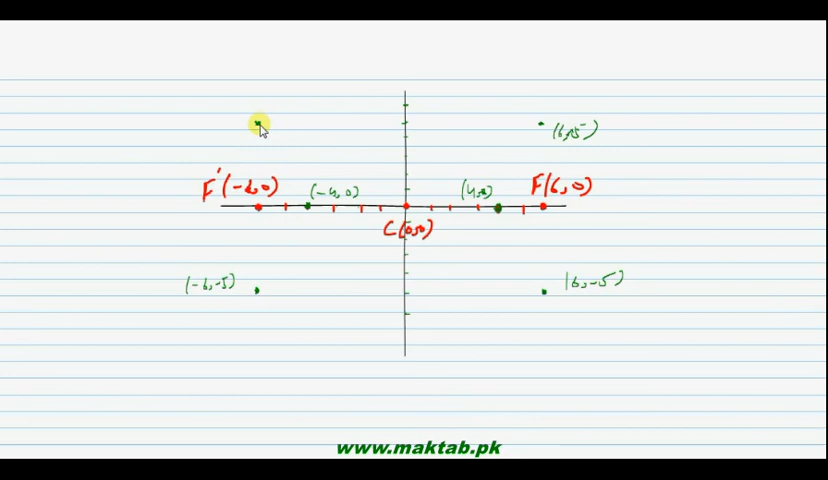 (6,5)
F'(-6,0) (-4,0) (4,0) F(6,0)
C(0,0)
(-6,-5) (6,-5)
www.maktab.pk